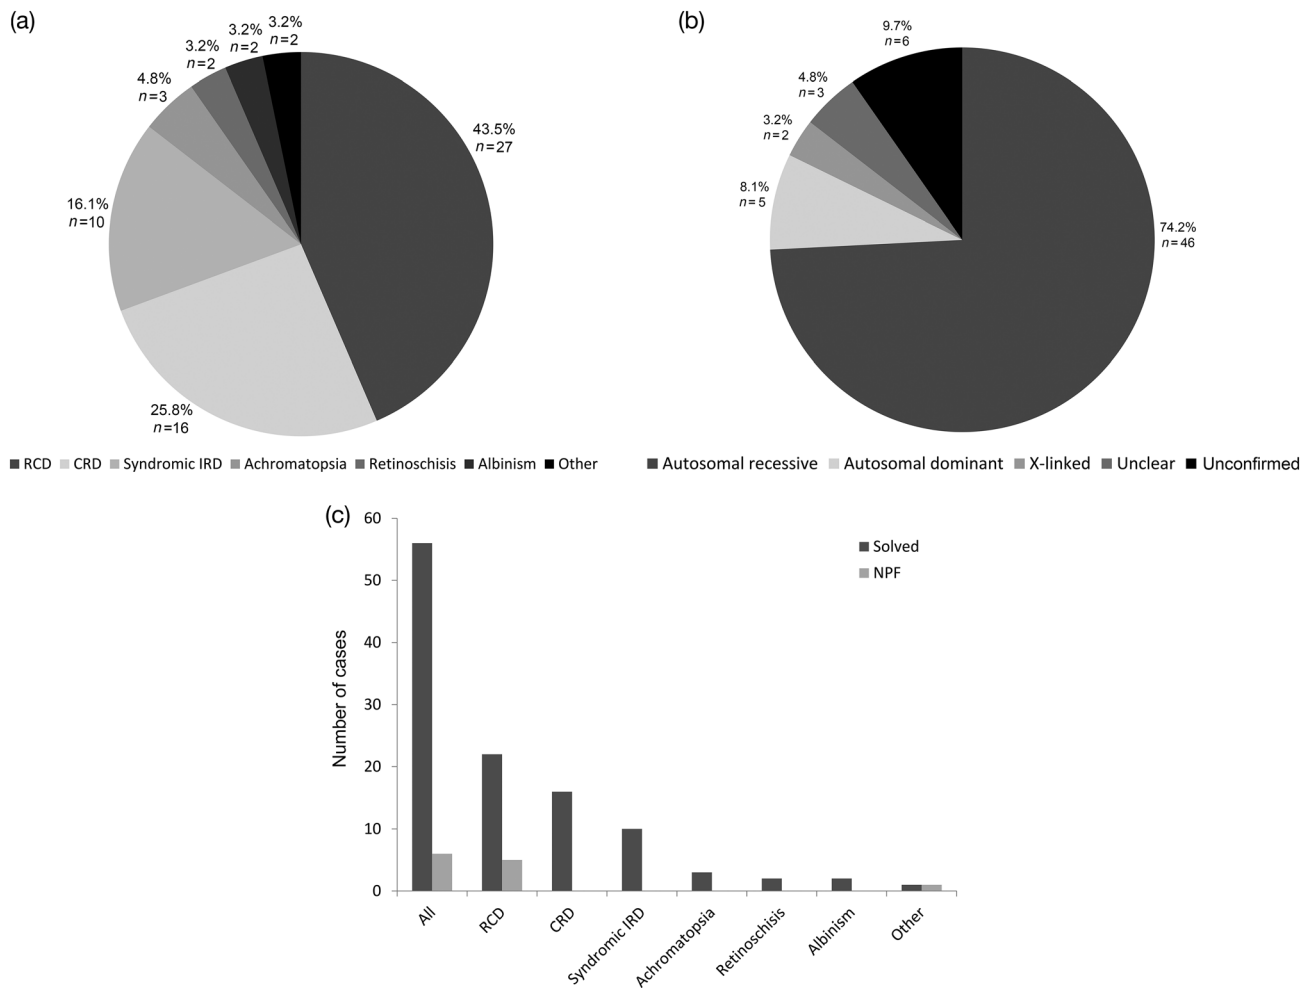 (a)
3.2%
n=2
3.2%
n=2
3.2%
n=2
4.8%
n=3
43.5%
n=27
16.1%
n=10
25.8%
n=16
RCD CRD Syndromic IRD Achromatopsia Retinoschisis Albinism Other
(b)
9.7%
n=6
4.8%
n=3
3.2%
n=2
8.1%
n=5
74.2%
n=46
Autosomal recessive Autosomal dominant X-linked Unclear Unconfirmed
(c)
60
50
40
30
20
10
0
Number of cases
Solved
NPF
All
RCD
CRD
Syndromic IRD
Achromatopsia
Retinoschisis
Albinism
Other